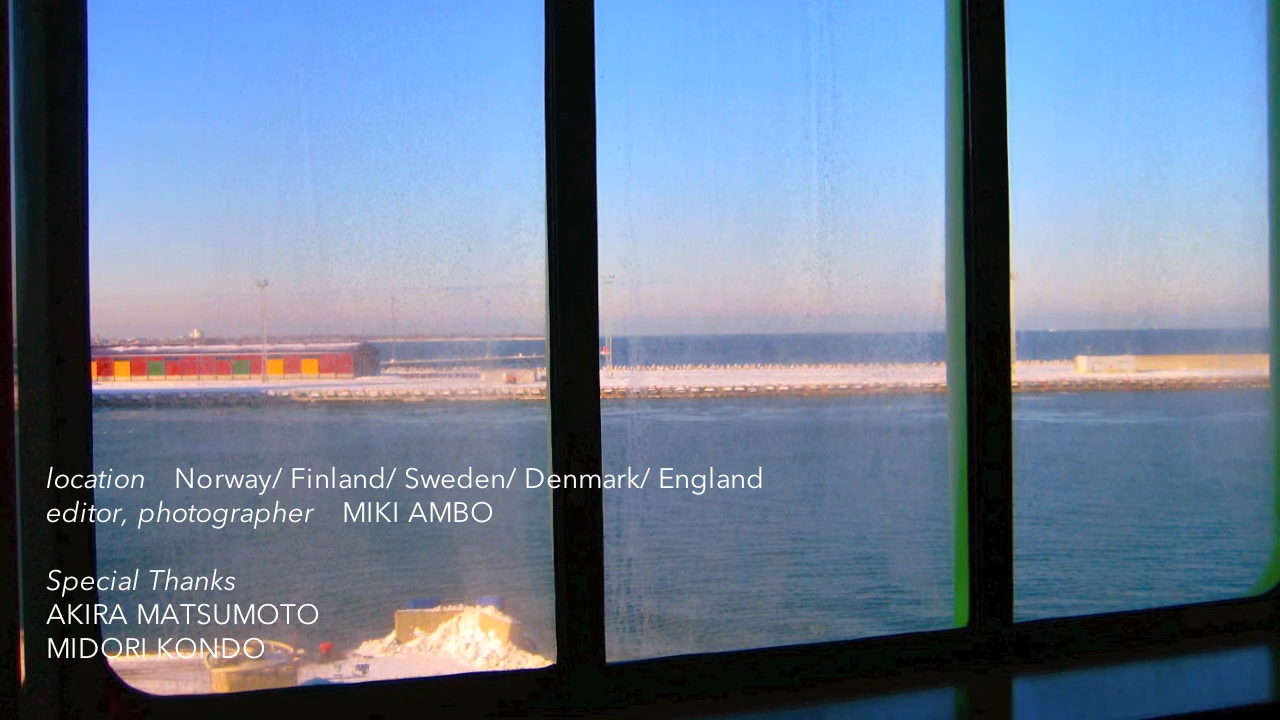 location Norway/ Finland/ Sweden/ Denmark/ England
editor, photographer MIKI AMBO
Special Thanks
AKIRA MATSUMOTO
MIDORI KONDO